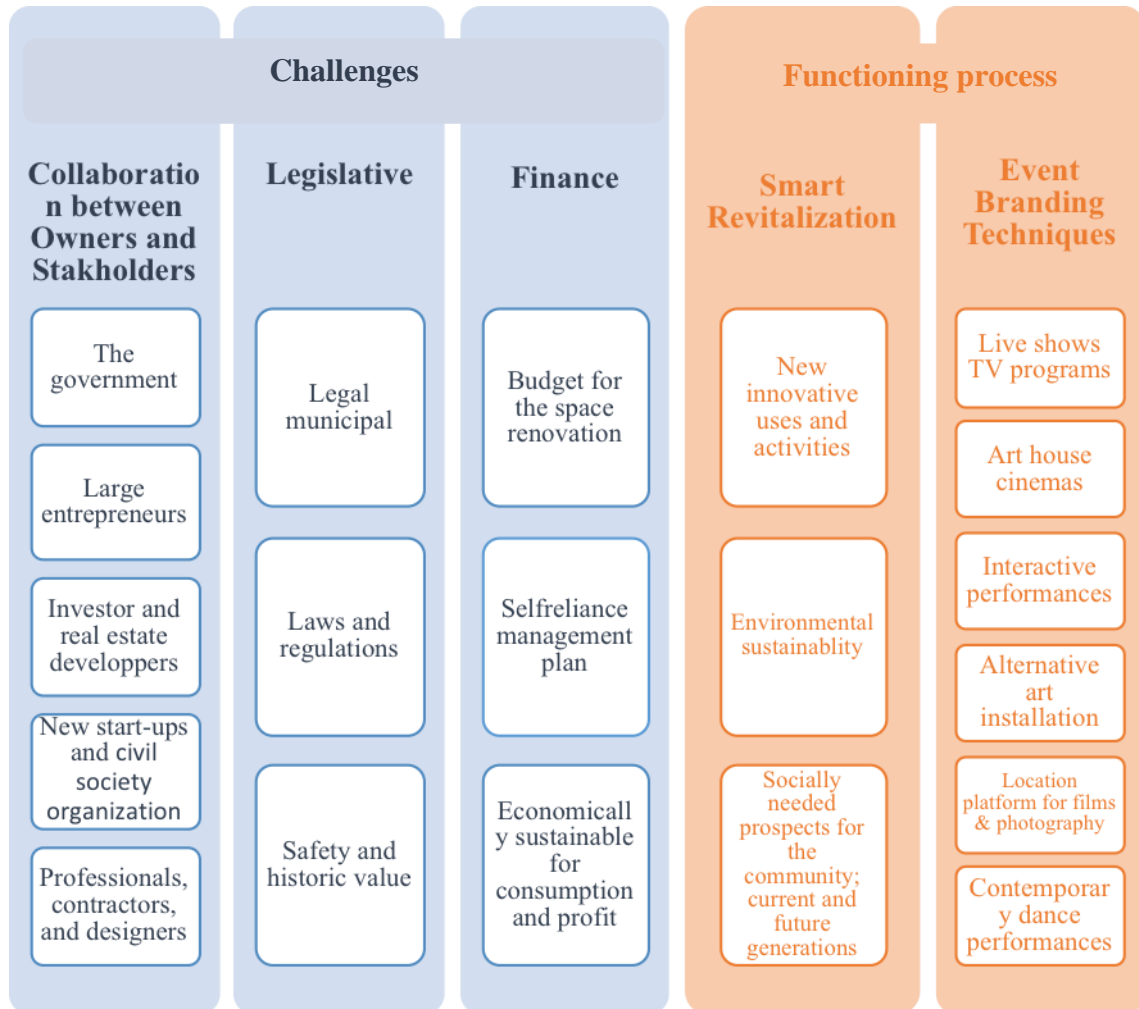 Challenges
Functioning process
Collaboratio
n between
Owners and
Stakholders
The
government
Large
entrepreneurs
Investor and
real estate
developpers
New start-ups
and civil
society
organization
Professionals,
contractors,
and designers
Legislative
Legal
municipal
Laws and
regulations
Safety and
historic value
Finance
Budget for
the space
renovation
Selfreliance
management
plan
Economicall
y sustainable
for
consumption
and profit
Smart
Revitalization
New
innovative
uses and
activities
Environmental
sustainablity
Socially
needed
prospects for
the
community;
current and
future
generations
Event
Branding
Techniques
Live shows
TV programs
Art house
cinemas
Interactive
performances
Alternative
art
installation
Location
platform for films
& photography
Contemporar
y dance
performances